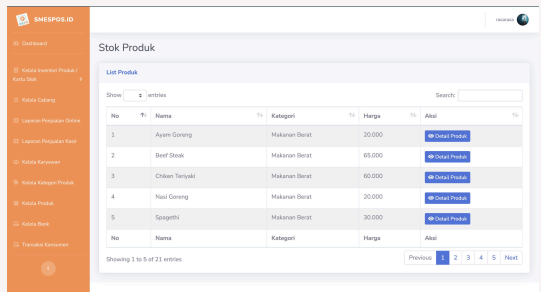 SMESPOS.ID
Dashboard
Kelola Inventori Produk /
Kartu Stok
Kelola Cabang
Laporan Penjualan Online
Laporan Penjualan Kasir
Kelola Karyawan
Kelola Kategori Produk
Kelola Produk
Kelola Bank
Transaksi Konsumen
Stok Produk
List Produk
Show entries
Search:
No Nama Kategori Harga Aksi
1 Ayam Goreng Makanan Berat 20.000 Detail Produk
2 Beef Steak Makanan Berat 65.000 Detail Produk
3 Chiken Teriyaki Makanan Berat 60.000 Detail Produk
4 Nasi Goreng Makanan Berat 20.000 Detail Produk
5 Spagethi Makanan Berat 30.000 Detail Produk
No Nama Kategori Harga Aksi
Showing 1 to 5 of 21 entries
Previous 1 2 3 4 5 Next